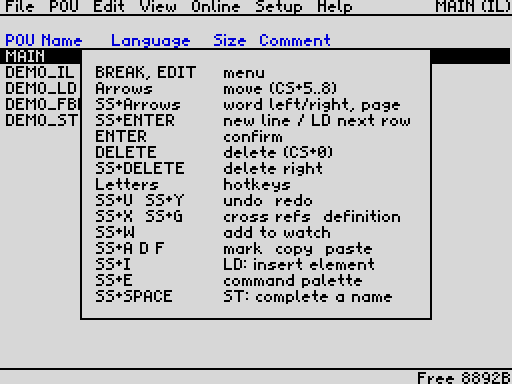 File POU Edit View Online Setup Help MAIN (IL)
POU Name Language Size Comment
MAIN
DEMO_IL
DEMO_LD
DEMO_FB
DEMO_ST
BREAK, EDIT menu
Arrows move (CS+5..8)
SS+Arrows word left/right, page
SS+ENTER new line / LD next row
ENTER confirm
DELETE delete (CS+0)
SS+DELETE delete right
Letters hotkeys
SS+U SS+Y undo redo
SS+X SS+G cross refs definition
SS+W add to watch
SS+A D F mark copy paste
SS+I LD: insert element
SS+E command palette
SS+SPACE ST: complete a name
Free 8892B